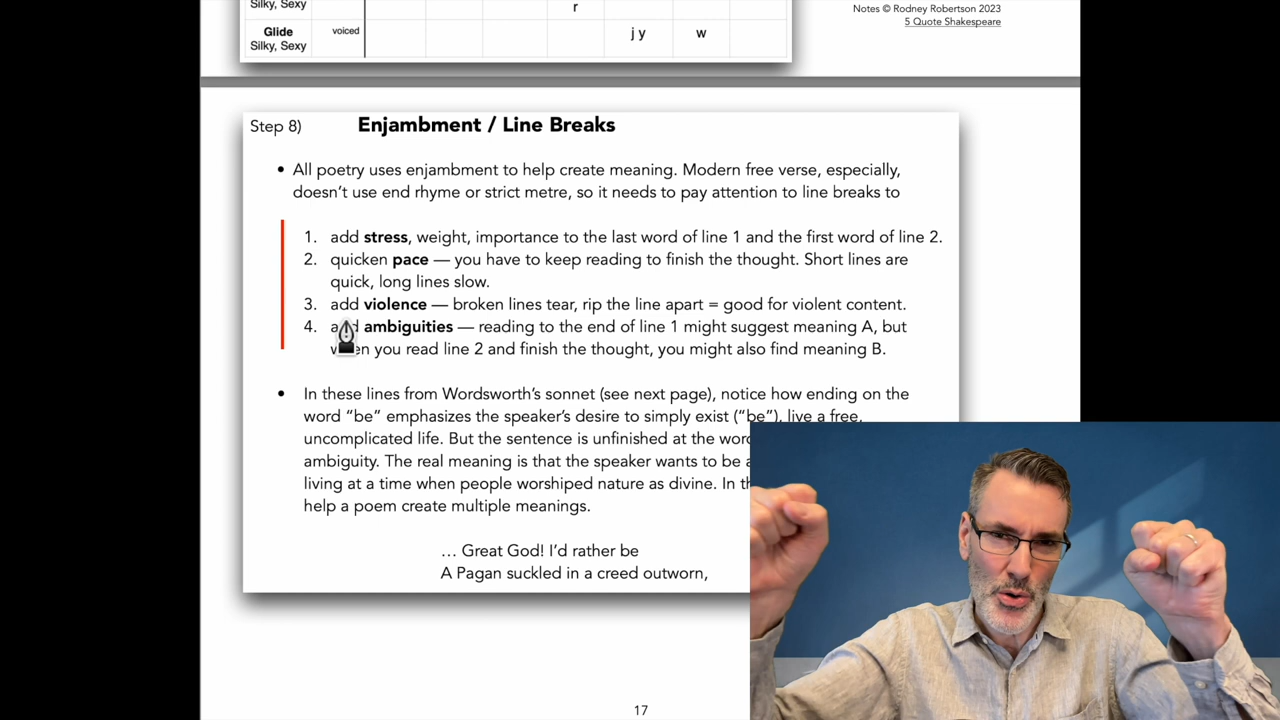 Silky, Sexy
r
Glide voiced j y w
Silky, Sexy
Notes © Rodney Robertson 2023
5 Quote Shakespeare
Step 8) Enjambment / Line Breaks
• All poetry uses enjambment to help create meaning. Modern free verse, especially,
doesn’t use end rhyme or strict metre, so it needs to pay attention to line breaks to
1. add stress, weight, importance to the last word of line 1 and the first word of line 2.
2. quicken pace — you have to keep reading to finish the thought. Short lines are
quick, long lines slow.
3. add violence — broken lines tear, rip the line apart = good for violent content.
4. add ambiguities — reading to the end of line 1 might suggest meaning A, but
when you read line 2 and finish the thought, you might also find meaning B.
• In these lines from Wordsworth’s sonnet (see next page), notice how ending on the
word “be” emphasizes the speaker’s desire to simply exist (“be”), live a free,
uncomplicated life. But the sentence is unfinished at the
ambiguity. The real meaning is that the speaker wants to be
living at a time when people worshiped nature as divine. In
help a poem create multiple meanings.
… Great God! I’d rather be
A Pagan suckled in a creed outworn,
17